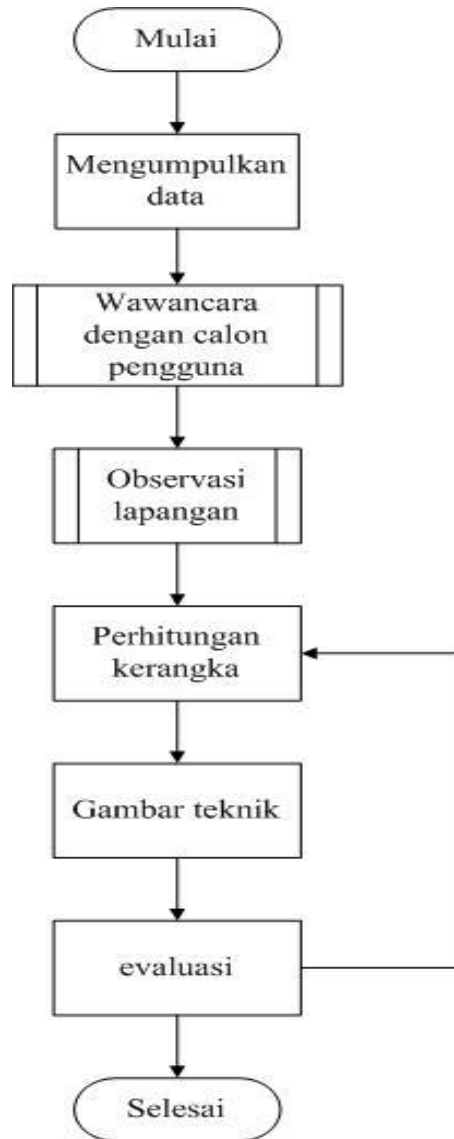 Mulai
Mengumpulkan
data
Wawancara
dengan calon
pengguna
Observasi
lapangan
Perhitungan
kerangka
Gambar teknik
evaluasi
Selesai